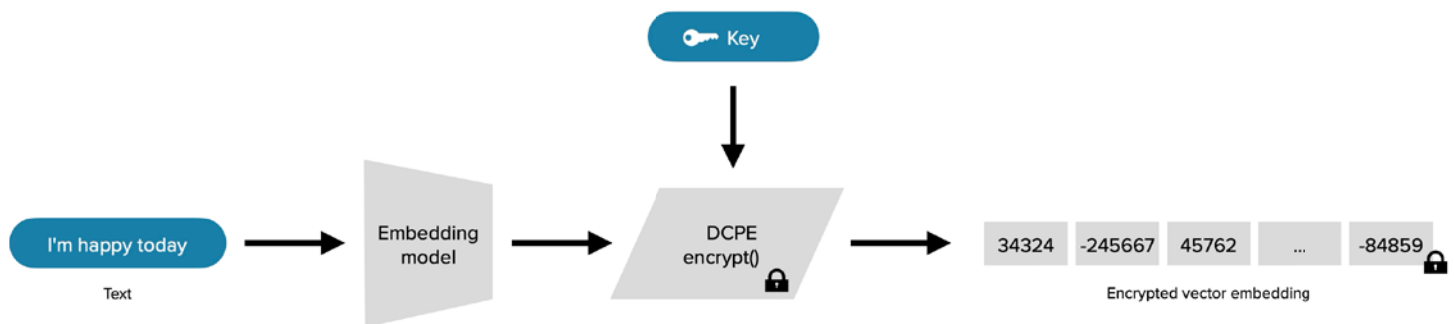 Key
I'm happy today
Text
Embedding
model
DCPE
encrypt()
34324 -245667 45762 ... -84859
Encrypted vector embedding